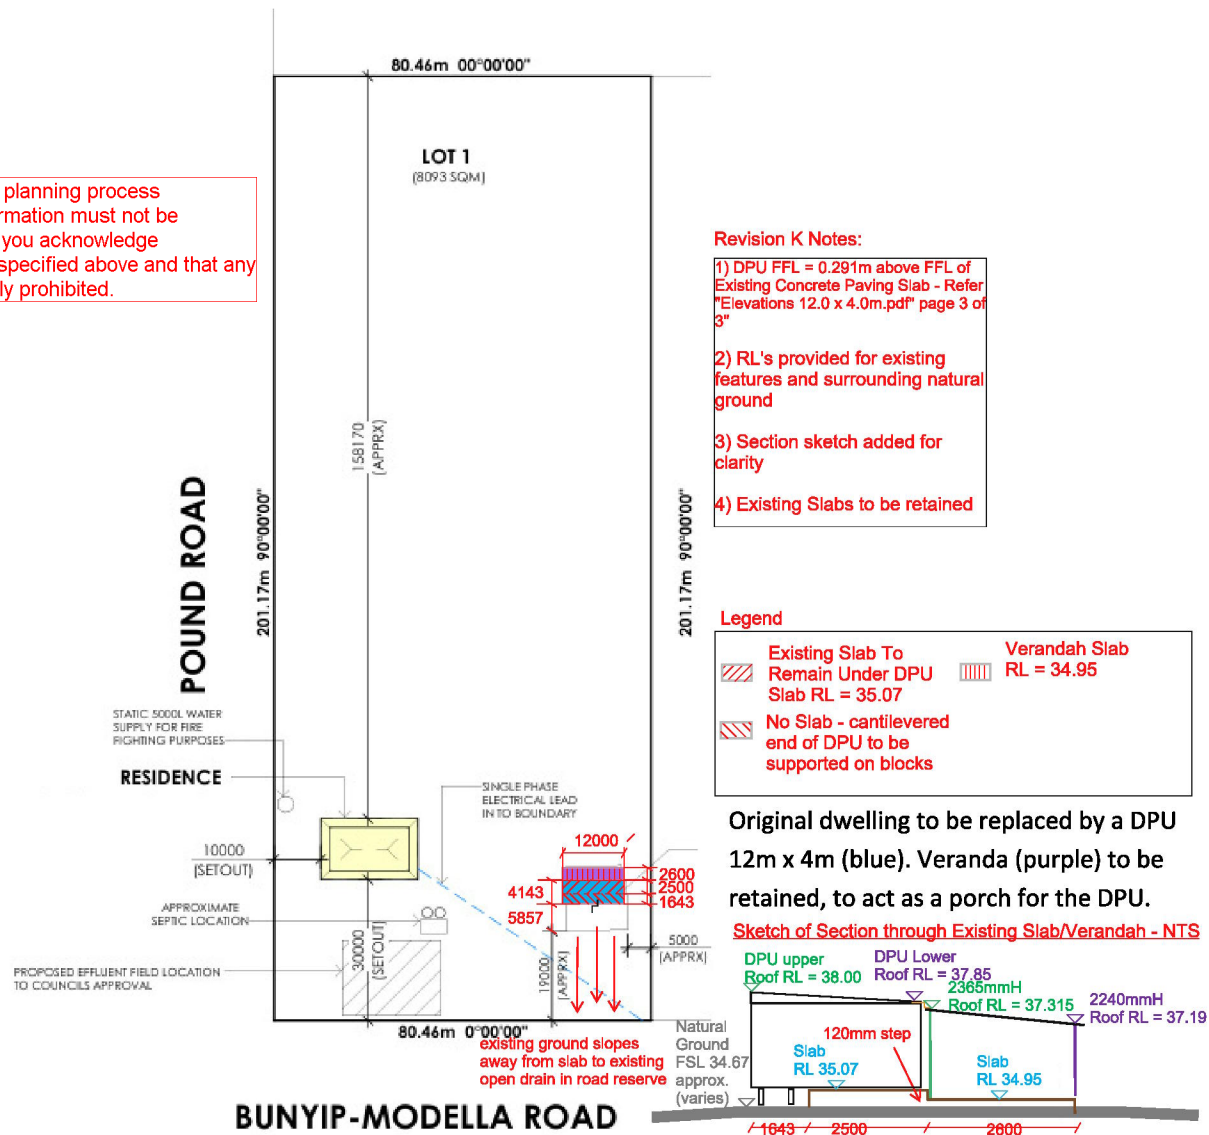 80.46m 00°00'00"
LOT 1
(8093 SQM)
planning process
rmation must not be
you acknowledge
specified above and that any
ly prohibited.
Revision K Notes:
1) DPU FFL = 0.291m above FFL of
Existing Concrete Paving Slab - Refer
"Elevations 12.0 x 4.0m.pdf" page 3 of
3"
2) RL's provided for existing
features and surrounding natural
ground
3) Section sketch added for
clarity
4) Existing Slabs to be retained
158170
(APPRX)
POUND ROAD
201.17m 90°00'00"
201.17m 90°00'00"
Legend
Existing Slab To
Remain Under DPU
Slab RL = 35.07
Verandah Slab
RL = 34.95
No Slab - cantilevered
end of DPU to be
supported on blocks
STATIC 5000L WATER
SUPPLY FOR FIRE
FIGHTING PURPOSES
RESIDENCE
SINGLE PHASE
ELECTRICAL LEAD
IN TO BOUNDARY
10000
(SETOUT)
12000
2600
2500
1643
4143
5857
APPROXIMATE
SEPTIC LOCATION
30000
(SETOUT)
19000
(APPRX)
5000
(APPRX)
PROPOSED EFFLUENT FIELD LOCATION
TO COUNCILS APPROVAL
80.46m 0°00'00"
existing ground slopes
away from slab to existing
open drain in road reserve
BUNYIP-MODELLA ROAD
Original dwelling to be replaced by a DPU
12m x 4m (blue). Veranda (purple) to be
retained, to act as a porch for the DPU.
Sketch of Section through Existing Slab/Verandah - NTS
DPU upper
Roof RL = 38.00
DPU Lower
Roof RL = 37.85
2365mmH
Roof RL = 37.315
2240mmH
Roof RL = 37.19
120mm step
Slab
RL 35.07
Slab
RL 34.95
Natural
Ground
FSL 34.67
approx.
(varies)
1643
2500
2600